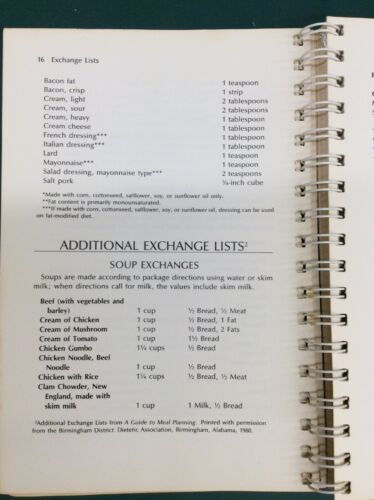 16 Exchange Lists
Bacon fat 1 teaspoon
Bacon, crisp 1 strip
Cream, light 2 tablespoons
Cream, sour 2 tablespoons
Cream, heavy 1 tablespoon
Cream cheese 1 tablespoon
French dressing*** 1 tablespoon
Italian dressing*** 1 tablespoon
Lard 1 teaspoon
Mayonnaise*** 1 teaspoon
Salad dressing, mayonnaise type*** 2 teaspoons
Salt pork ¾-inch cube
*Made with corn, cottonseed, safflower, soy, or sunflower oil only.
**Fat content is primarily monounsaturated.
***If made with corn, cottonseed, safflower, soy, or sunflower oil, dressing can be used
on fat-modified diet.
ADDITIONAL EXCHANGE LISTS²
SOUP EXCHANGES
Soups are made according to package directions using water or skim
milk; when directions call for milk, the values include skim milk.
Beef (with vegetables and
barley) 1 cup ½ Bread, ½ Meat
Cream of Chicken 1 cup ½ Bread, 1 Fat
Cream of Mushroom 1 cup ½ Bread, 2 Fats
Cream of Tomato 1 cup 1½ Bread
Chicken Gumbo 1¼ cups ½ Bread
Chicken Noodle, Beef
Noodle 1 cup ½ Bread
Chicken with Rice 1¼ cups ½ Bread, ½ Meat
Clam Chowder, New
England, made with
skim milk 1 cup 1 Milk, ½ Bread
²Additional Exchange Lists from A Guide to Meal Planning. Printed with permission
from the Birmingham District Dietetic Association, Birmingham, Alabama, 1980.